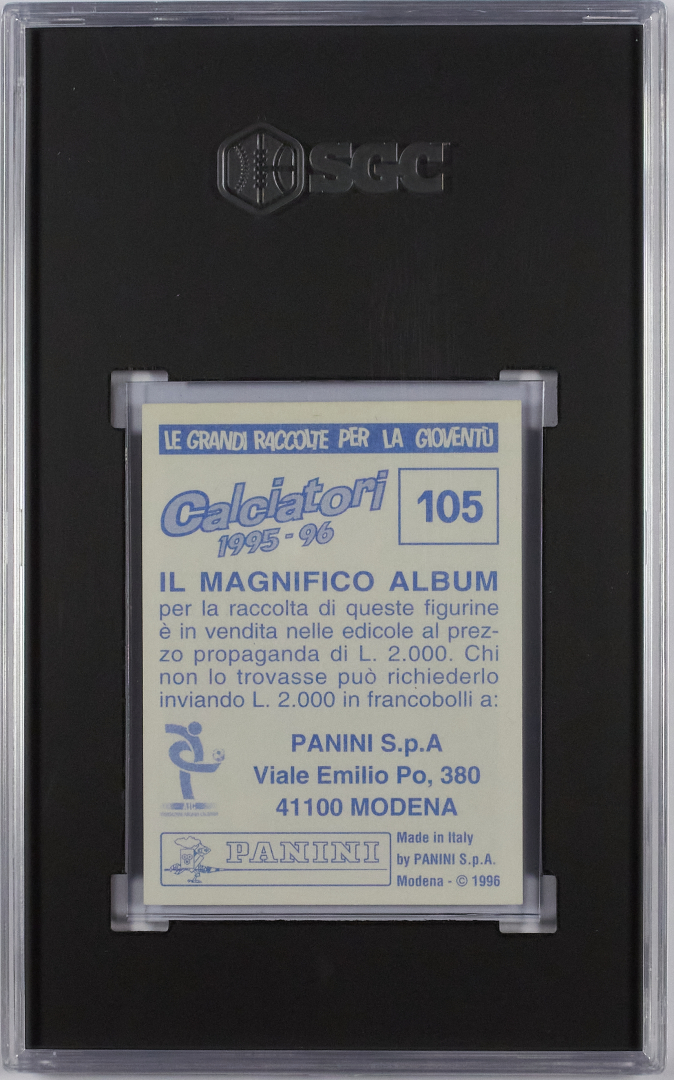 SGC
LE GRANDI RACCOLTE PER LA GIOVENTÙ
Calciatori
1995-96
105
IL MAGNIFICO ALBUM
per la raccolta di queste figurine
è in vendita nelle edicole al prez-
zo propaganda di L. 2.000. Chi
non lo trovasse può richiederlo
inviando L. 2.000 in francobolli a:
PANINI S.p.A
Viale Emilio Po, 380
41100 MODENA
AIC
PANINI
Made in Italy
by PANINI S.p.A.
Modena - © 1996